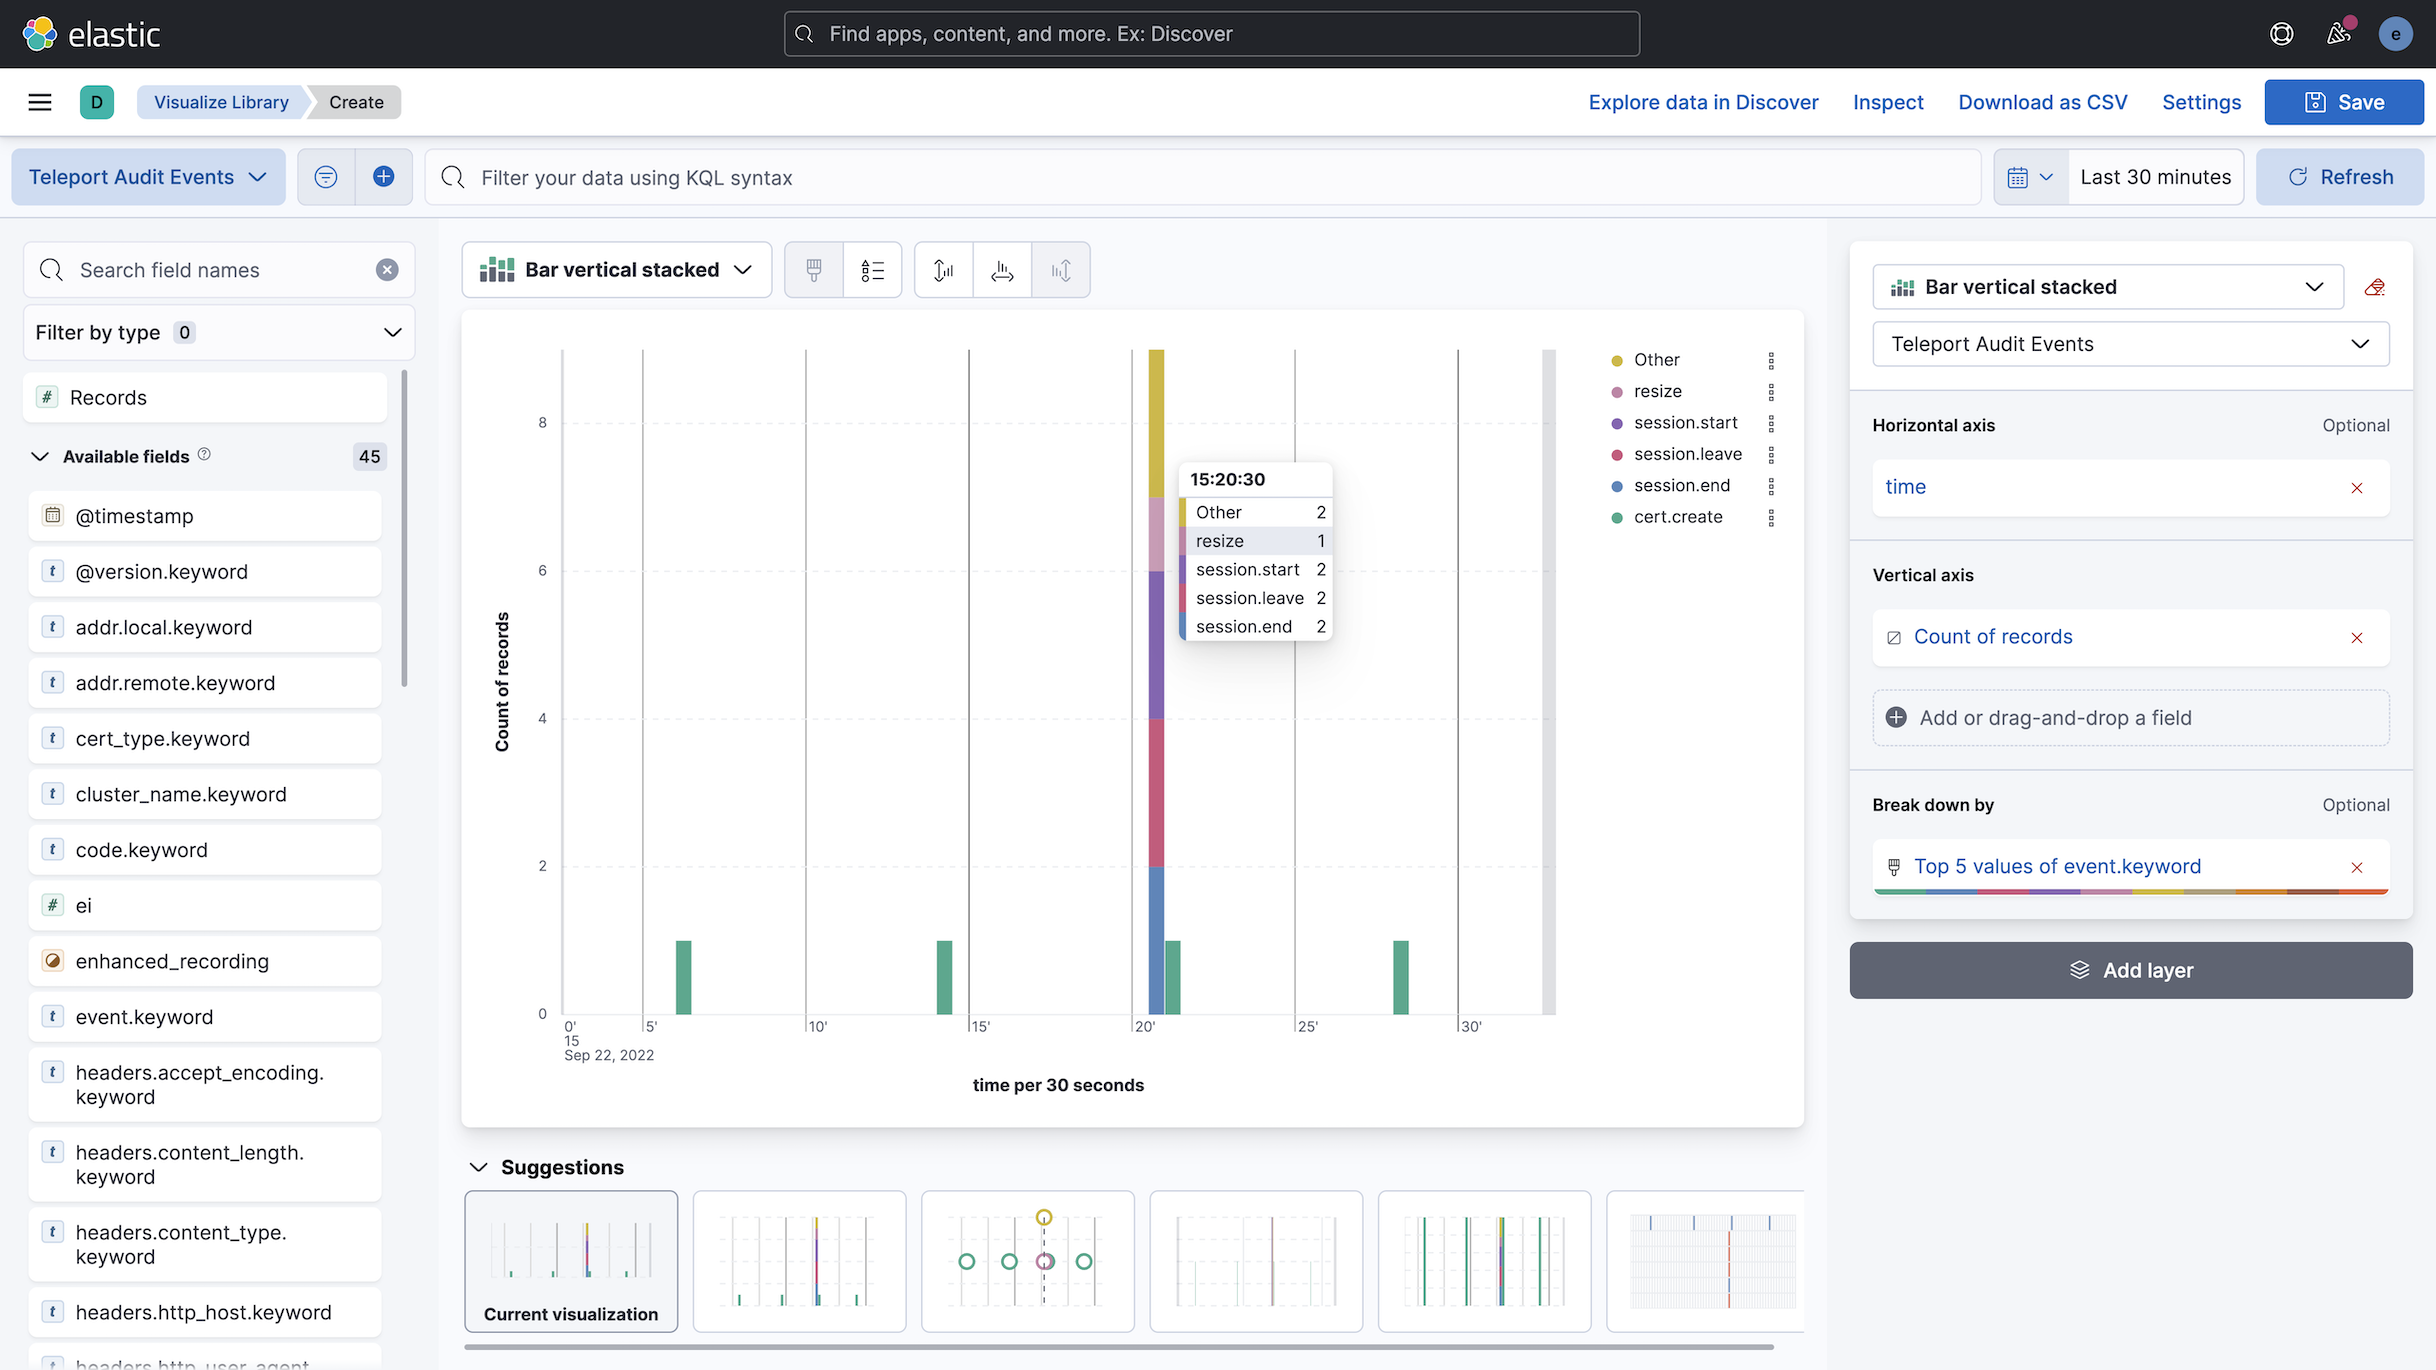 elastic
Find apps, content, and more. Ex: Discover
e
D
Visualize Library
Create
Explore data in Discover
Inspect
Download as CSV
Settings
Save
Teleport Audit Events
Filter your data using KQL syntax
Last 30 minutes
Refresh
Search field names
Filter by type 0
# Records
Available fields
45
@timestamp
t @version.keyword
t addr.local.keyword
t addr.remote.keyword
t cert_type.keyword
t cluster_name.keyword
t code.keyword
# ei
enhanced_recording
t event.keyword
t headers.accept_encoding.
keyword
t headers.content_length.
keyword
t headers.content_type.
keyword
t headers.http_host.keyword
t headers.http_user_agent
Bar vertical stacked
Count of records
8
6
4
2
0
0'
15
Sep 22, 2022
5'
10'
15'
20'
25'
30'
time per 30 seconds
15:20:30
Other 2
resize 1
session.start 2
session.leave 2
session.end 2
Other
resize
session.start
session.leave
session.end
cert.create
Suggestions
Current visualization
Bar vertical stacked
Teleport Audit Events
Horizontal axis
Optional
time
Vertical axis
Count of records
Add or drag-and-drop a field
Break down by
Optional
Top 5 values of event.keyword
Add layer